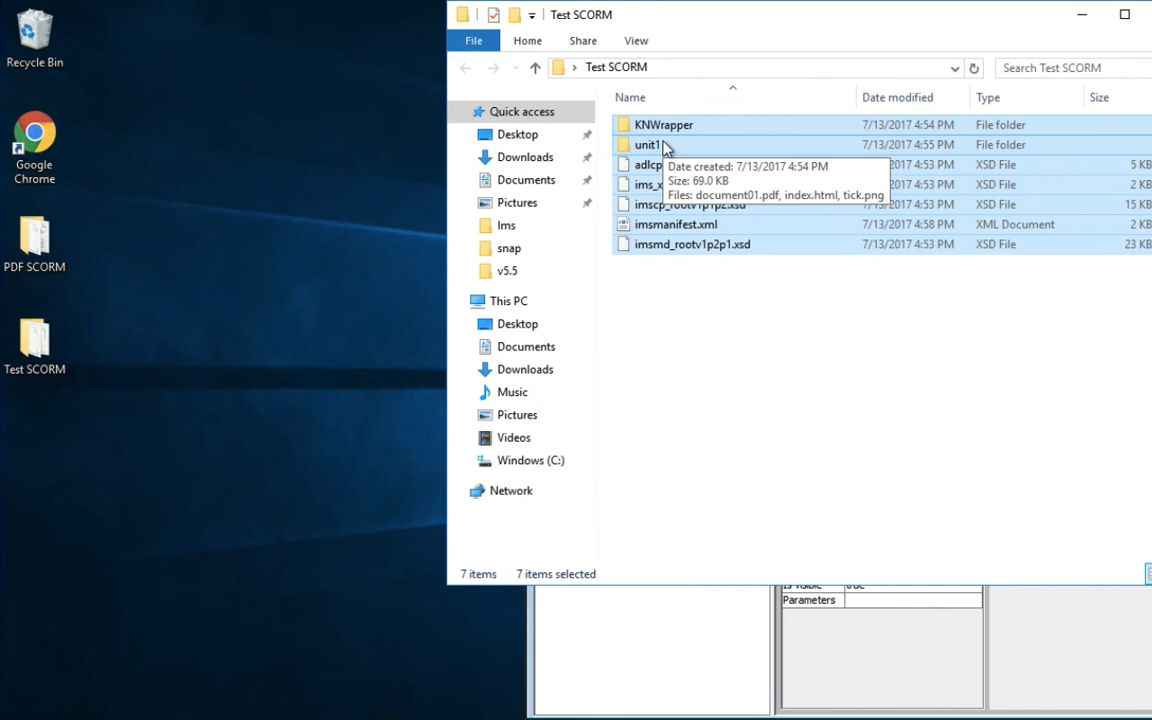 Recycle Bin
Google
Chrome
PDF SCORM
Test SCORM
Test SCORM
File Home Share View
Test SCORM
Search Test SCORM
Name Date modified Type Size
KNWrapper 7/13/2017 4:54 PM File folder
unit1 7/13/2017 4:55 PM File folder
adlcp 7/13/2017 4:53 PM XSD File 5 KB
ims_x 7/13/2017 4:53 PM XSD File 2 KB
imscp_rootv1p1p2.xsd 7/13/2017 4:53 PM XSD File 15 KB
imsmanifest.xml 7/13/2017 4:58 PM XML Document 2 KB
imsmd_rootv1p2p1.xsd 7/13/2017 4:53 PM XSD File 23 KB
Date created: 7/13/2017 4:54 PM
Size: 69.0 KB
Files: document01.pdf, index.html, tick.png
Quick access
Desktop
Downloads
Documents
Pictures
lms
snap
v5.5
This PC
Desktop
Documents
Downloads
Music
Pictures
Videos
Windows (C:)
Network
7 items 7 items selected
Is visible true
Parameters